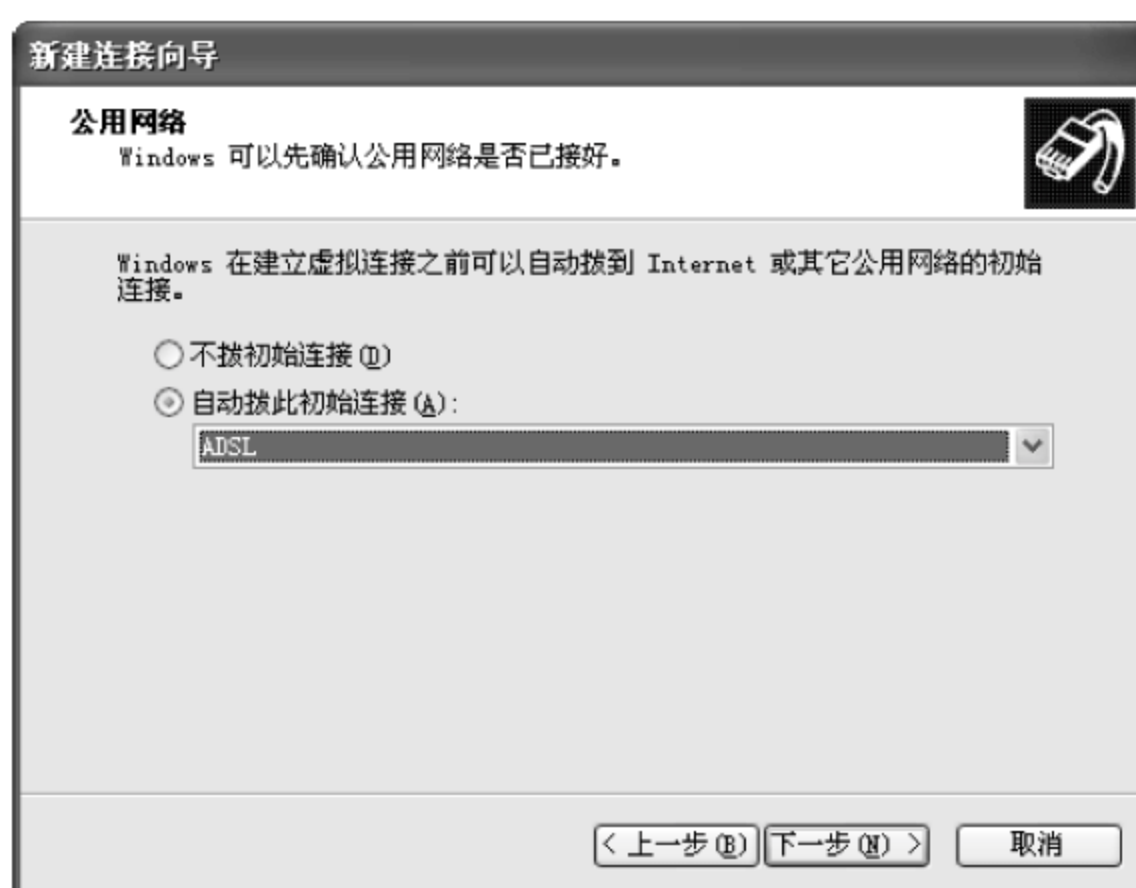 新建连接向导
公用网络
Windows 可以先确认公用网络是否已接好。
Windows 在建立虚拟连接之前可以自动拨到 Internet 或其它公用网络的初始
连接。
不拨初始连接(D)
自动拨此初始连接(A):
ADSL
< 上一步(B) 下一步(N) > 取消